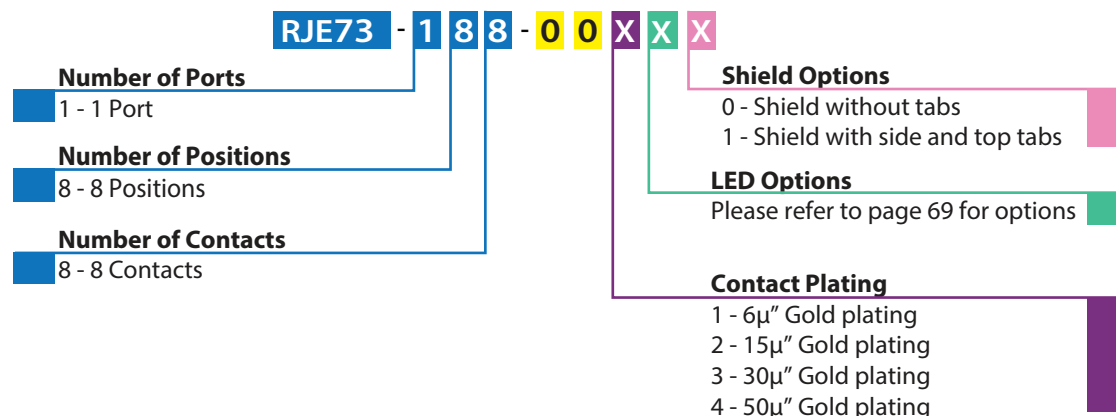 RJE73 - 1 8 8 - 0 0 X X X
Number of Ports
1 - 1 Port
Number of Positions
8 - 8 Positions
Number of Contacts
8 - 8 Contacts
Shield Options
0 - Shield without tabs
1 - Shield with side and top tabs
LED Options
Please refer to page 69 for options
Contact Plating
1 - 6µ” Gold plating
2 - 15µ” Gold plating
3 - 30µ” Gold plating
4 - 50µ” Gold plating